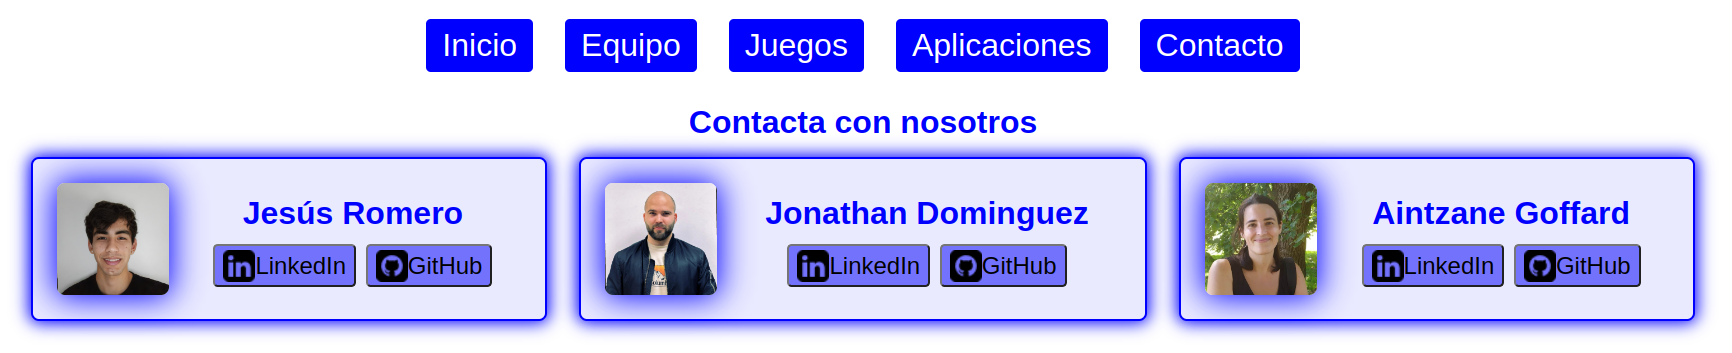 Inicio Equipo Juegos Aplicaciones Contacto
Contacta con nosotros
Jesús Romero
LinkedIn GitHub
Jonathan Dominguez
LinkedIn GitHub
Aintzane Goffard
LinkedIn GitHub